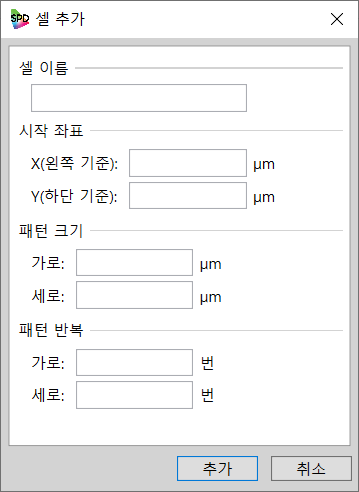 SPD 셀 추가
셀 이름
시작 좌표
X(왼쪽 기준): μm
Y(하단 기준): μm
패턴 크기
가로: μm
세로: μm
패턴 반복
가로: 번
세로: 번
추가 취소